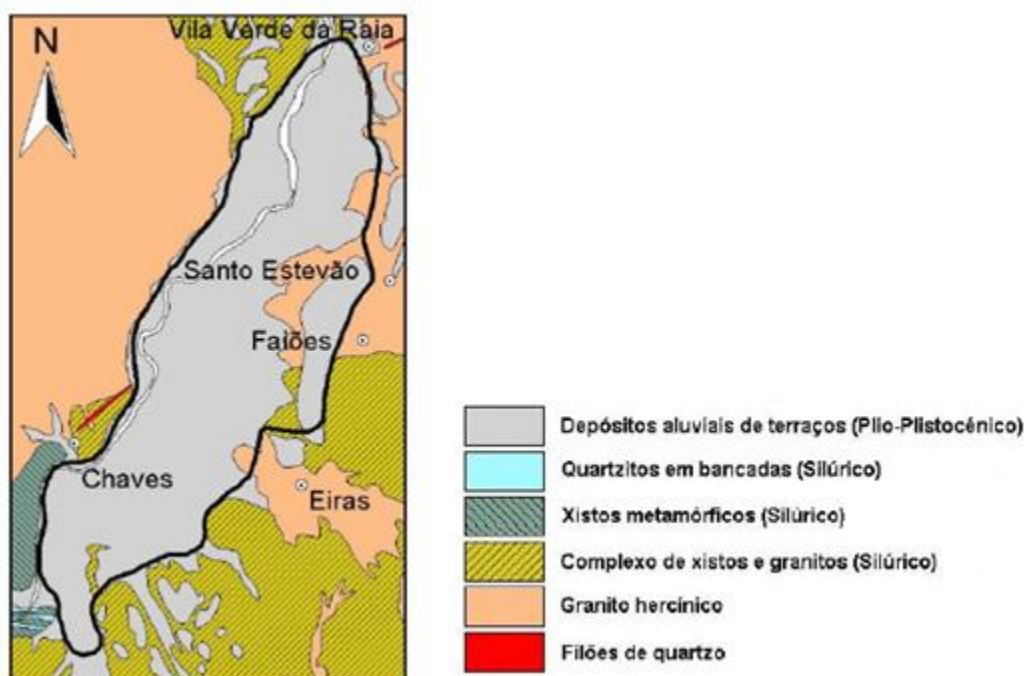 Vila Verde da Raia
N
Santo Estevão
Faiões
Chaves
Eiras
Depósitos aluviais de terraços (Plio-Plistocênico)
Quartzitos em bancadas (Silúrico)
Xistos metamórficos (Silúrico)
Complexo de xistos e granitos (Silúrico)
Granito hercínico
Filões de quartzo